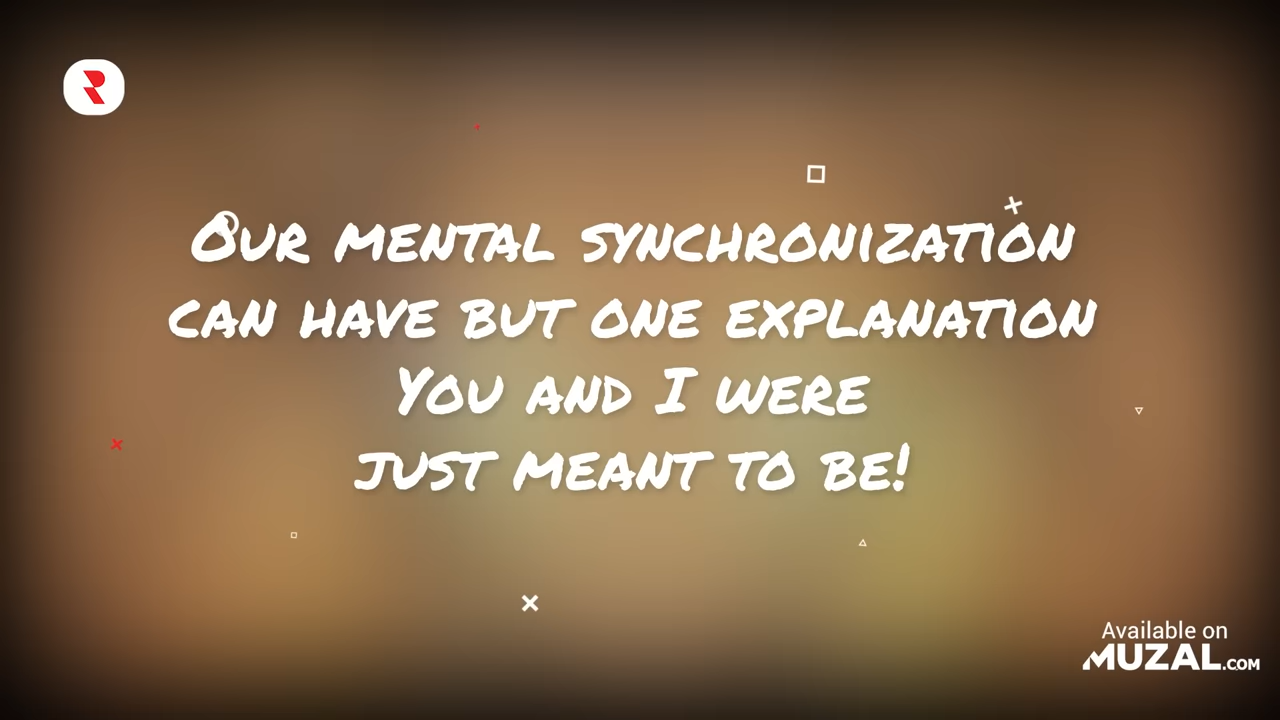 Our mental synchronization
can have but one explanation
You and I were
just meant to be!
Available on
MUZAL.COM